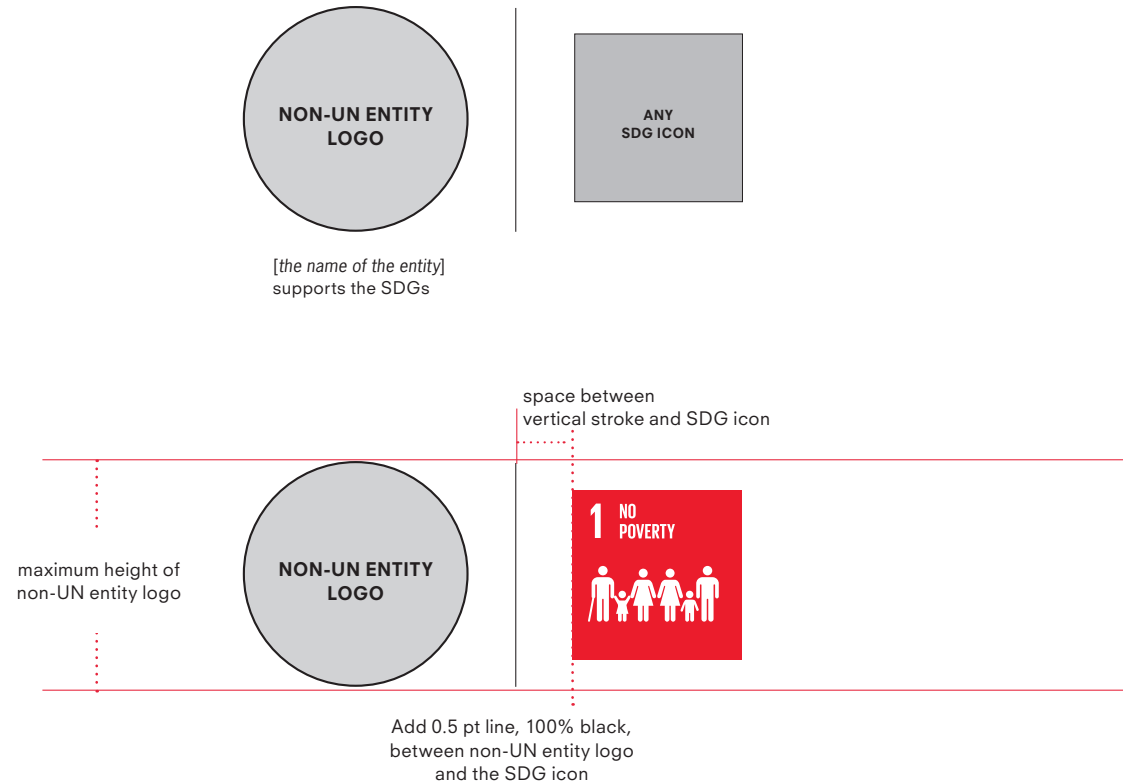 NON-UN ENTITY
LOGO
ANY
SDG ICON
[the name of the entity]
supports the SDGs
space between
vertical stroke and SDG icon
maximum height of
non-UN entity logo
NON-UN ENTITY
LOGO
1 NO
POVERTY
Add 0.5 pt line, 100% black,
between non-UN entity logo
and the SDG icon